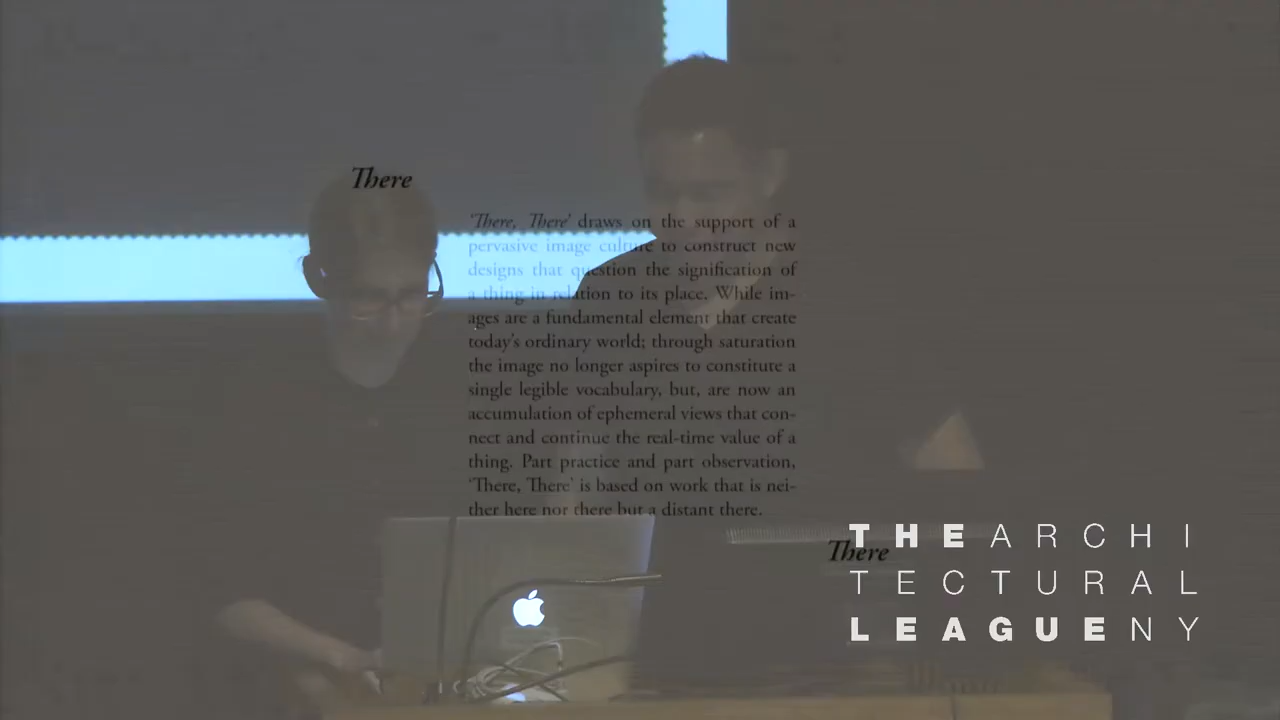 There
'There, There' draws on the support of a
pervasive image culture to construct new
designs that question the signification of
a thing in relation to its place. While im-
ages are a fundamental element that create
today's ordinary world; through saturation
the image no longer aspires to constitute a
single legible vocabulary, but, are now an
accumulation of ephemeral views that con-
nect and continue the real-time value of a
thing. Part practice and part observation,
'There, There' is based on work that is nei-
ther here nor there but a distant there.
There
THEARCHI
TECTURAL
LEAGUENY